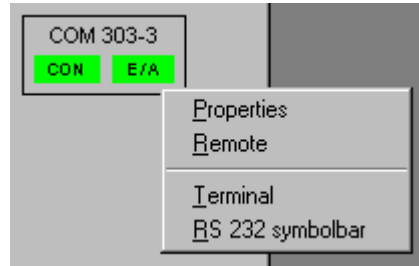 COM 303-3
CON E/A
Properties
Remote
Terminal
RS 232 symbolbar